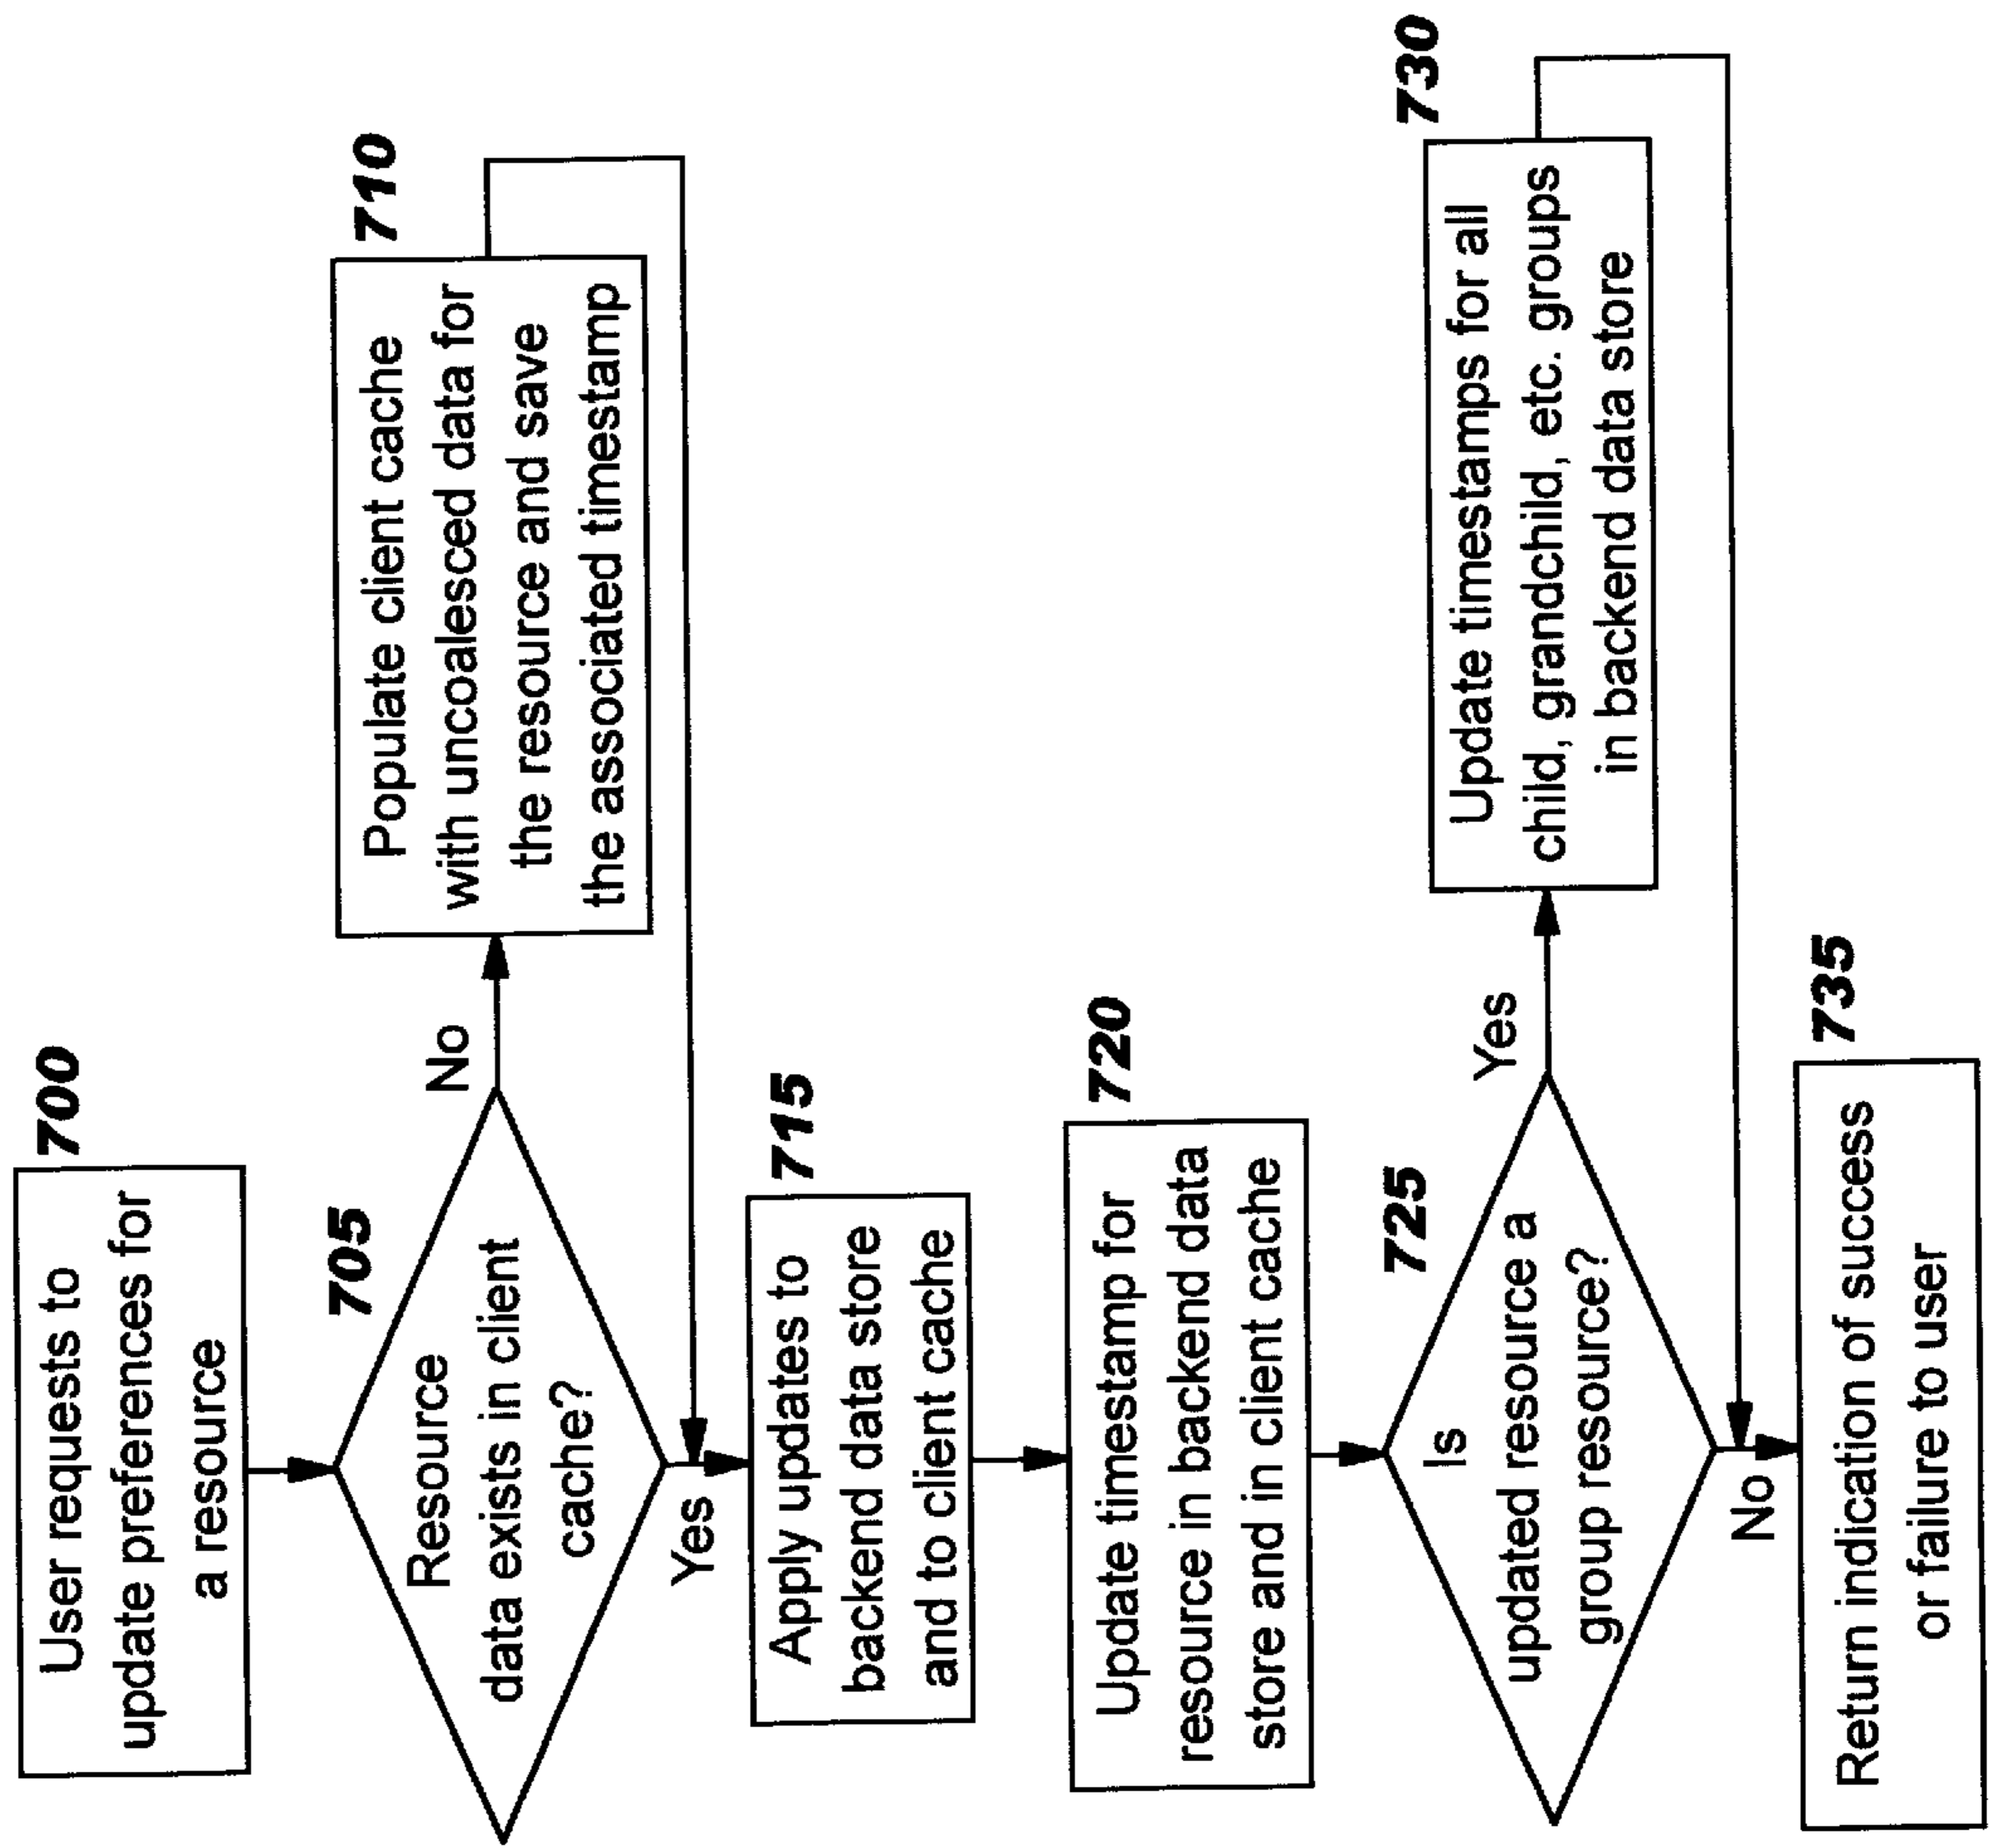 700
User requests to
update preferences for
a resource
705
Resource
data exists in client
cache?
No
710
Populate client cache
with uncoalesced data for
the resource and save
the associated timestamp
Yes
715
Apply updates to
backend data store
and to client cache
720
Update timestamp for
resource in backend data
store and in client cache
725
Is
updated resource a
group resource?
Yes
730
Update timestamps for all
child, grandchild, etc. groups
in backend data store
No
735
Return indication of success
or failure to user